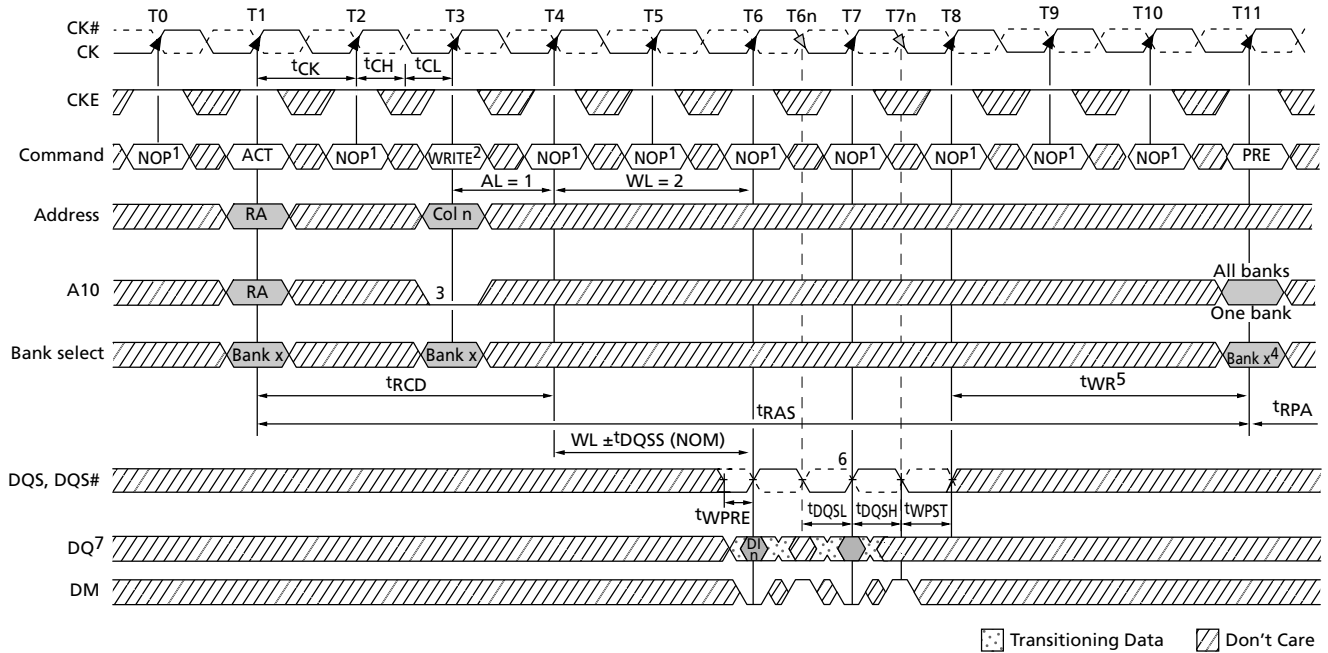 T0 T1 T2 T3 T4 T5 T6 T6n T7 T7n T8 T9 T10 T11
CK#
CK
tCK tCH tCL
CKE
Command NOP1 ACT NOP1 WRITE2 NOP1 NOP1 NOP1 NOP1 NOP1 NOP1 NOP1 PRE
AL = 1 WL = 2
Address RA Col n
All banks
A10 RA 3
One bank
Bank select Bank x Bank x Bank x4
tRCD tWR5
tRAS tRPA
WL ±tDQSS (NOM)
6
DQS, DQS#
tWPRE tDQSL tDQSH tWPST
DQ7 DI
n
DM
Transitioning Data Don't Care